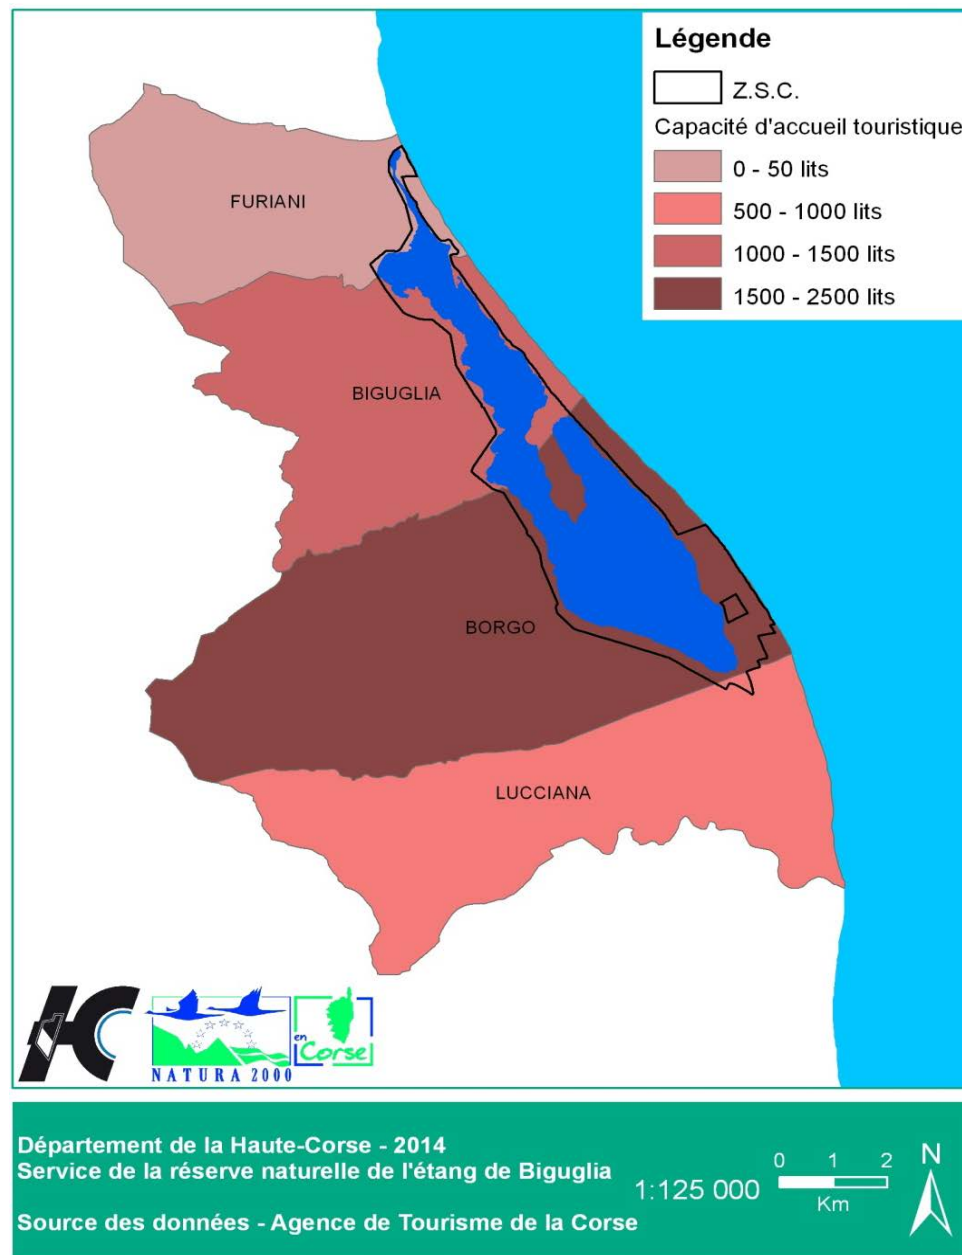 Légende
Z.S.C.
Capacité d'accueil touristique
0 - 50 lits
500 - 1000 lits
1000 - 1500 lits
1500 - 2500 lits
FURIANI
BIGUGLIA
BORGO
LUCCIANA
HC
NATURA 2000
en
Corse
Département de la Haute-Corse - 2014
Service de la réserve naturelle de l'étang de Biguglia
Source des données - Agence de Tourisme de la Corse
1:125 000
0 1 2
Km
N